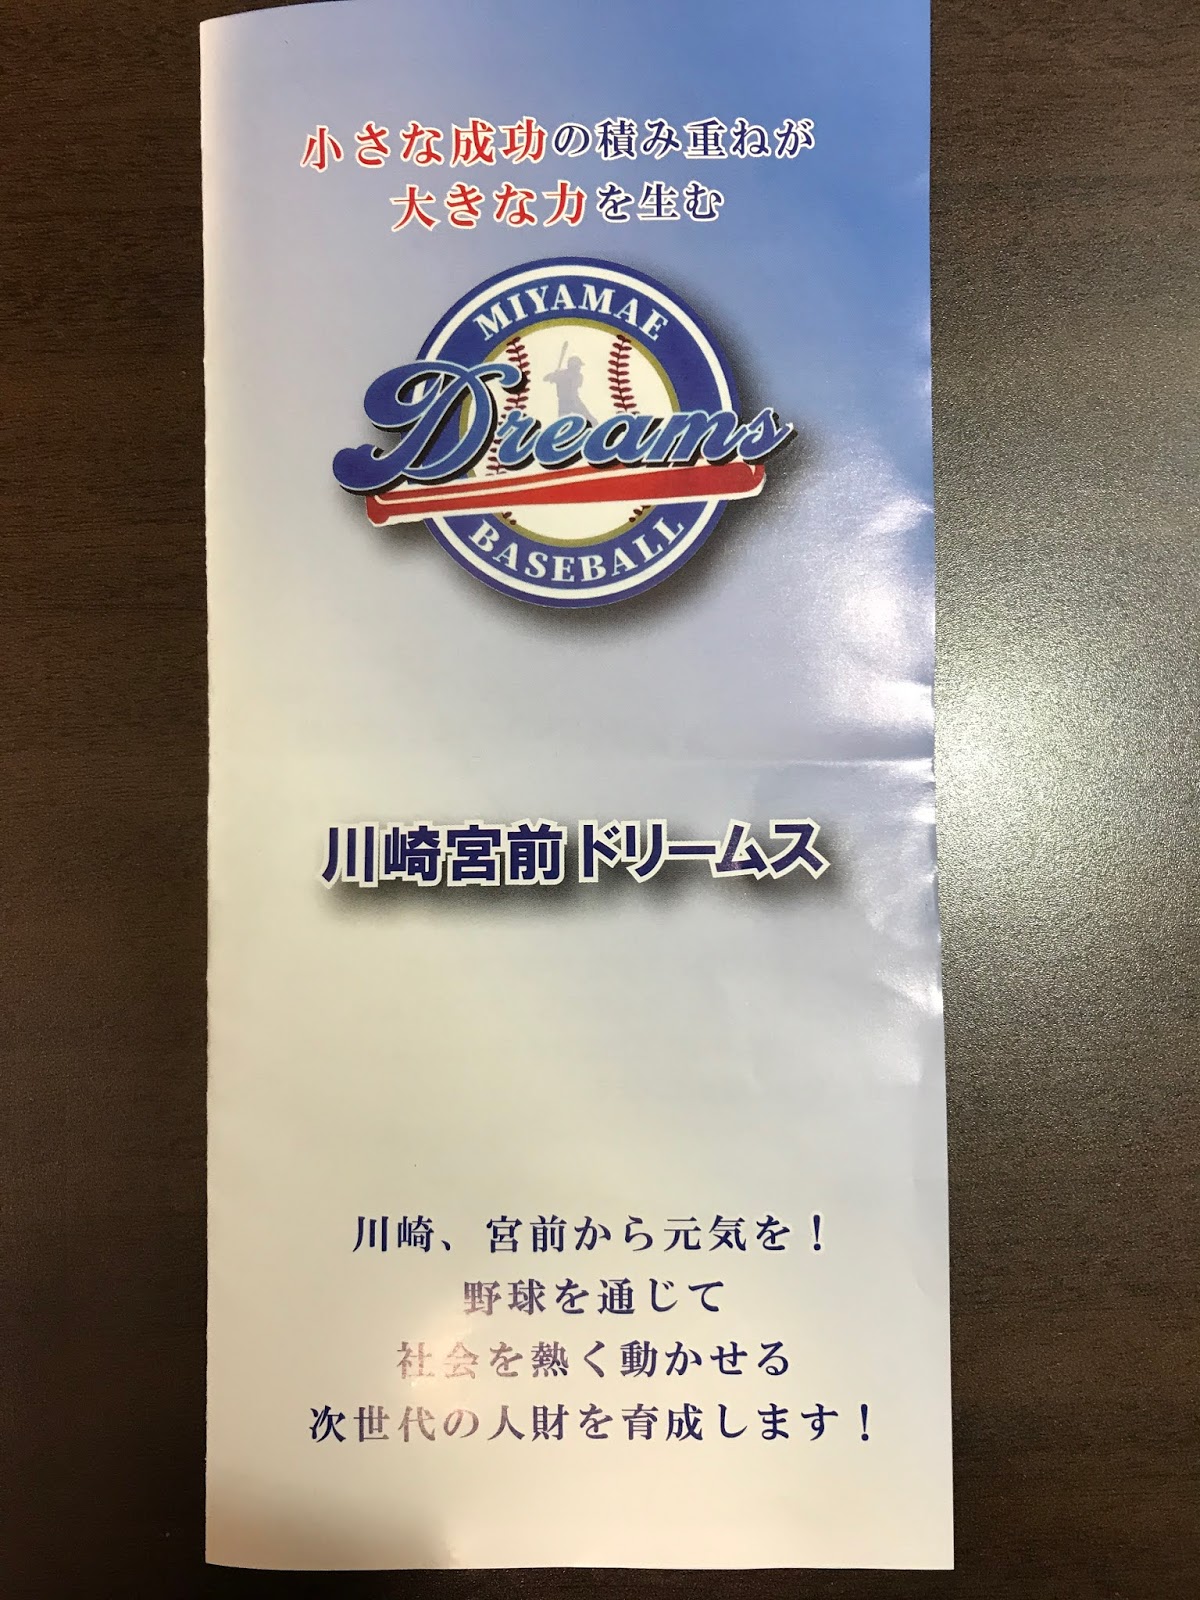 小さな成功の積み重ねが
大きな力を生む
MIYAMAE
Dreams
BASEBALL
川崎宮前ドリームス
川崎、宮前から元気を！
野球を通じて
社会を熱く動かせる
次世代の人財を育成します！